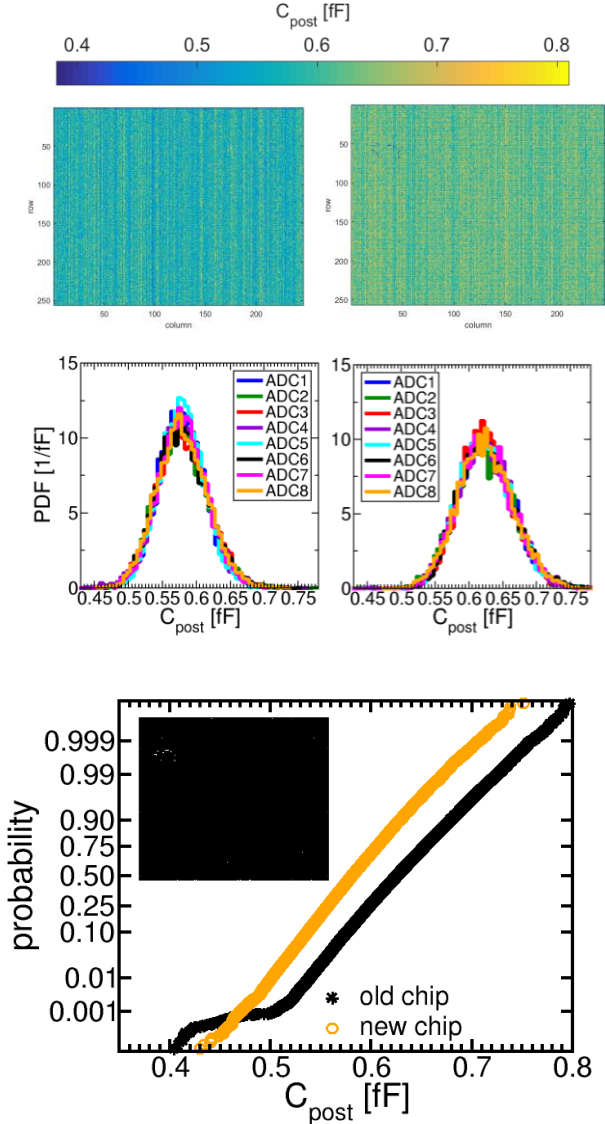 C_post [fF]
0.4 0.5 0.6 0.7 0.8
50
100
150
200
250
row
50 100 150 200
column
50
100
150
200
250
row
50 100 150 200
column
15
10
5
0
PDF [1/fF]
ADC1
ADC2
ADC3
ADC4
ADC5
ADC6
ADC7
ADC8
0.45 0.5 0.55 0.6 0.65 0.7 0.75
C_post [fF]
15
10
5
0
ADC1
ADC2
ADC3
ADC4
ADC5
ADC6
ADC7
ADC8
0.45 0.5 0.55 0.6 0.65 0.7 0.75
C_post [fF]
0.999
0.99
0.90
0.75
0.50
0.25
0.10
0.01
0.001
probability
old chip
new chip
0.4 0.5 0.6 0.7 0.8
C_post [fF]